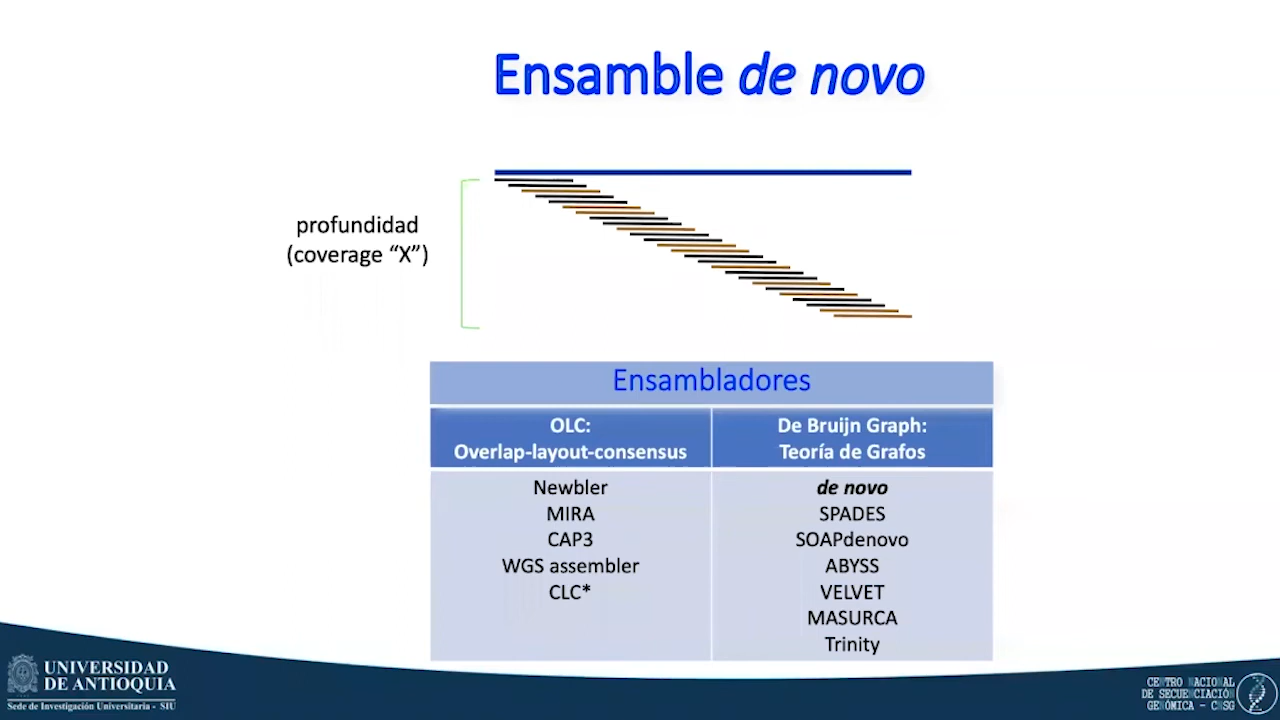 Ensamble de novo
profundidad
(coverage “X”)
Ensambladores
OLC:
Overlap-layout-consensus
De Bruijn Graph:
Teoría de Grafos
Newbler
MIRA
CAP3
WGS assembler
CLC*
de novo
SPADES
SOAPdenovo
ABYSS
VELVET
MASURCA
Trinity
UNIVERSIDAD
DE ANTIOQUIA
Sede de Investigación Universitaria - SIU
CENTRO NACIONAL
DE SECUENCIACIÓN
GENÓMICA - CNSG